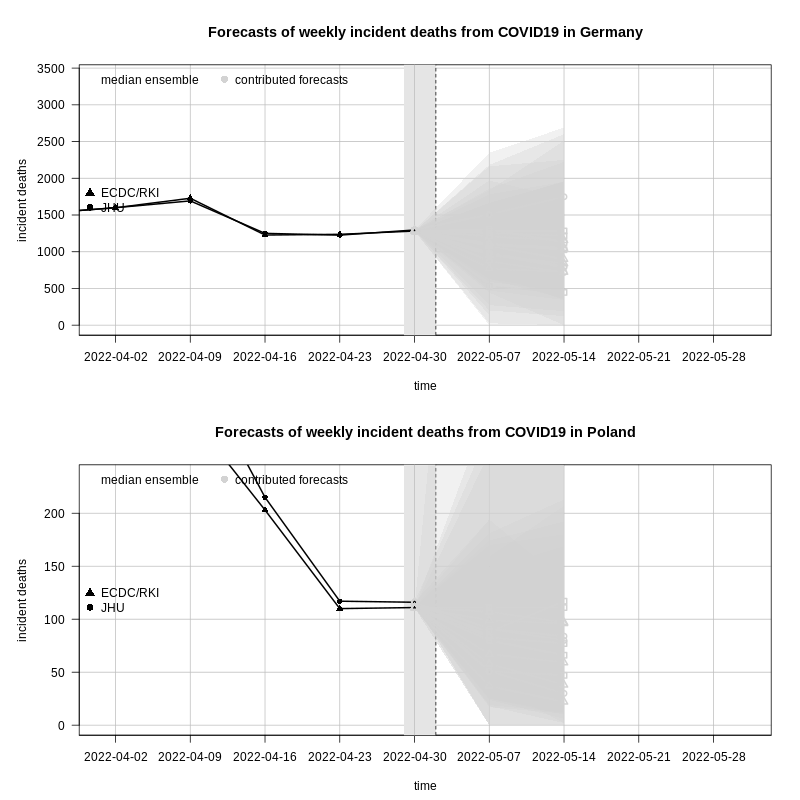 Forecasts of weekly incident deaths from COVID19 in Germany
median ensemble contributed forecasts
3500
3000
2500
2000
1500
1000
500
0
incident deaths
ECDC/RKI
JHU
2022-04-02 2022-04-09 2022-04-16 2022-04-23 2022-04-30 2022-05-07 2022-05-14 2022-05-21 2022-05-28
time
Forecasts of weekly incident deaths from COVID19 in Poland
median ensemble contributed forecasts
200
150
100
50
0
incident deaths
ECDC/RKI
JHU
2022-04-02 2022-04-09 2022-04-16 2022-04-23 2022-04-30 2022-05-07 2022-05-14 2022-05-21 2022-05-28
time